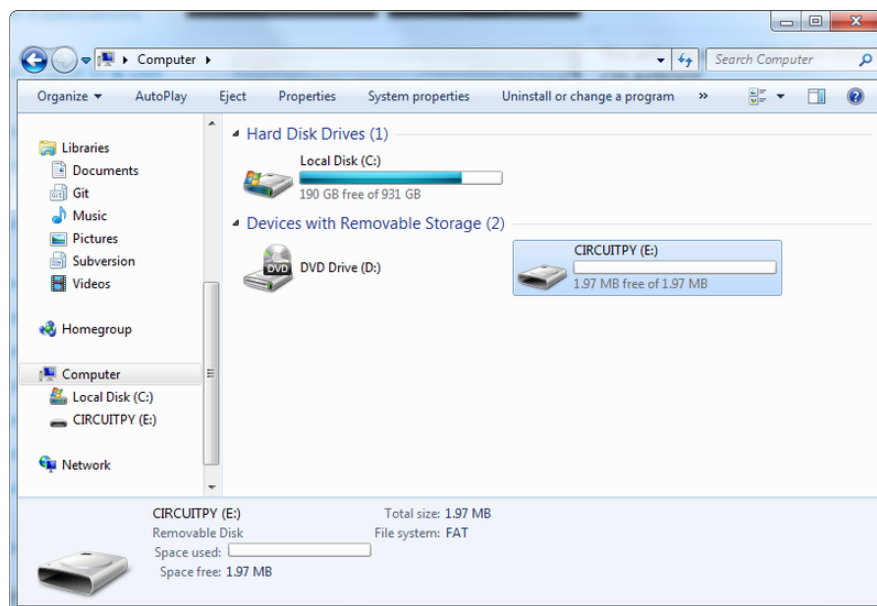 Computer
Search Computer
Organize AutoPlay Eject Properties System properties Uninstall or change a program »
Libraries
Documents
Git
Music
Pictures
Subversion
Videos
Homegroup
Computer
Local Disk (C:)
CIRCUITPY (E:)
Network
Hard Disk Drives (1)
Local Disk (C:)
190 GB free of 931 GB
Devices with Removable Storage (2)
DVD
DVD Drive (D:)
CIRCUITPY (E:)
1.97 MB free of 1.97 MB
CIRCUITPY (E:) Total size: 1.97 MB
Removable Disk File system: FAT
Space used:
Space free: 1.97 MB